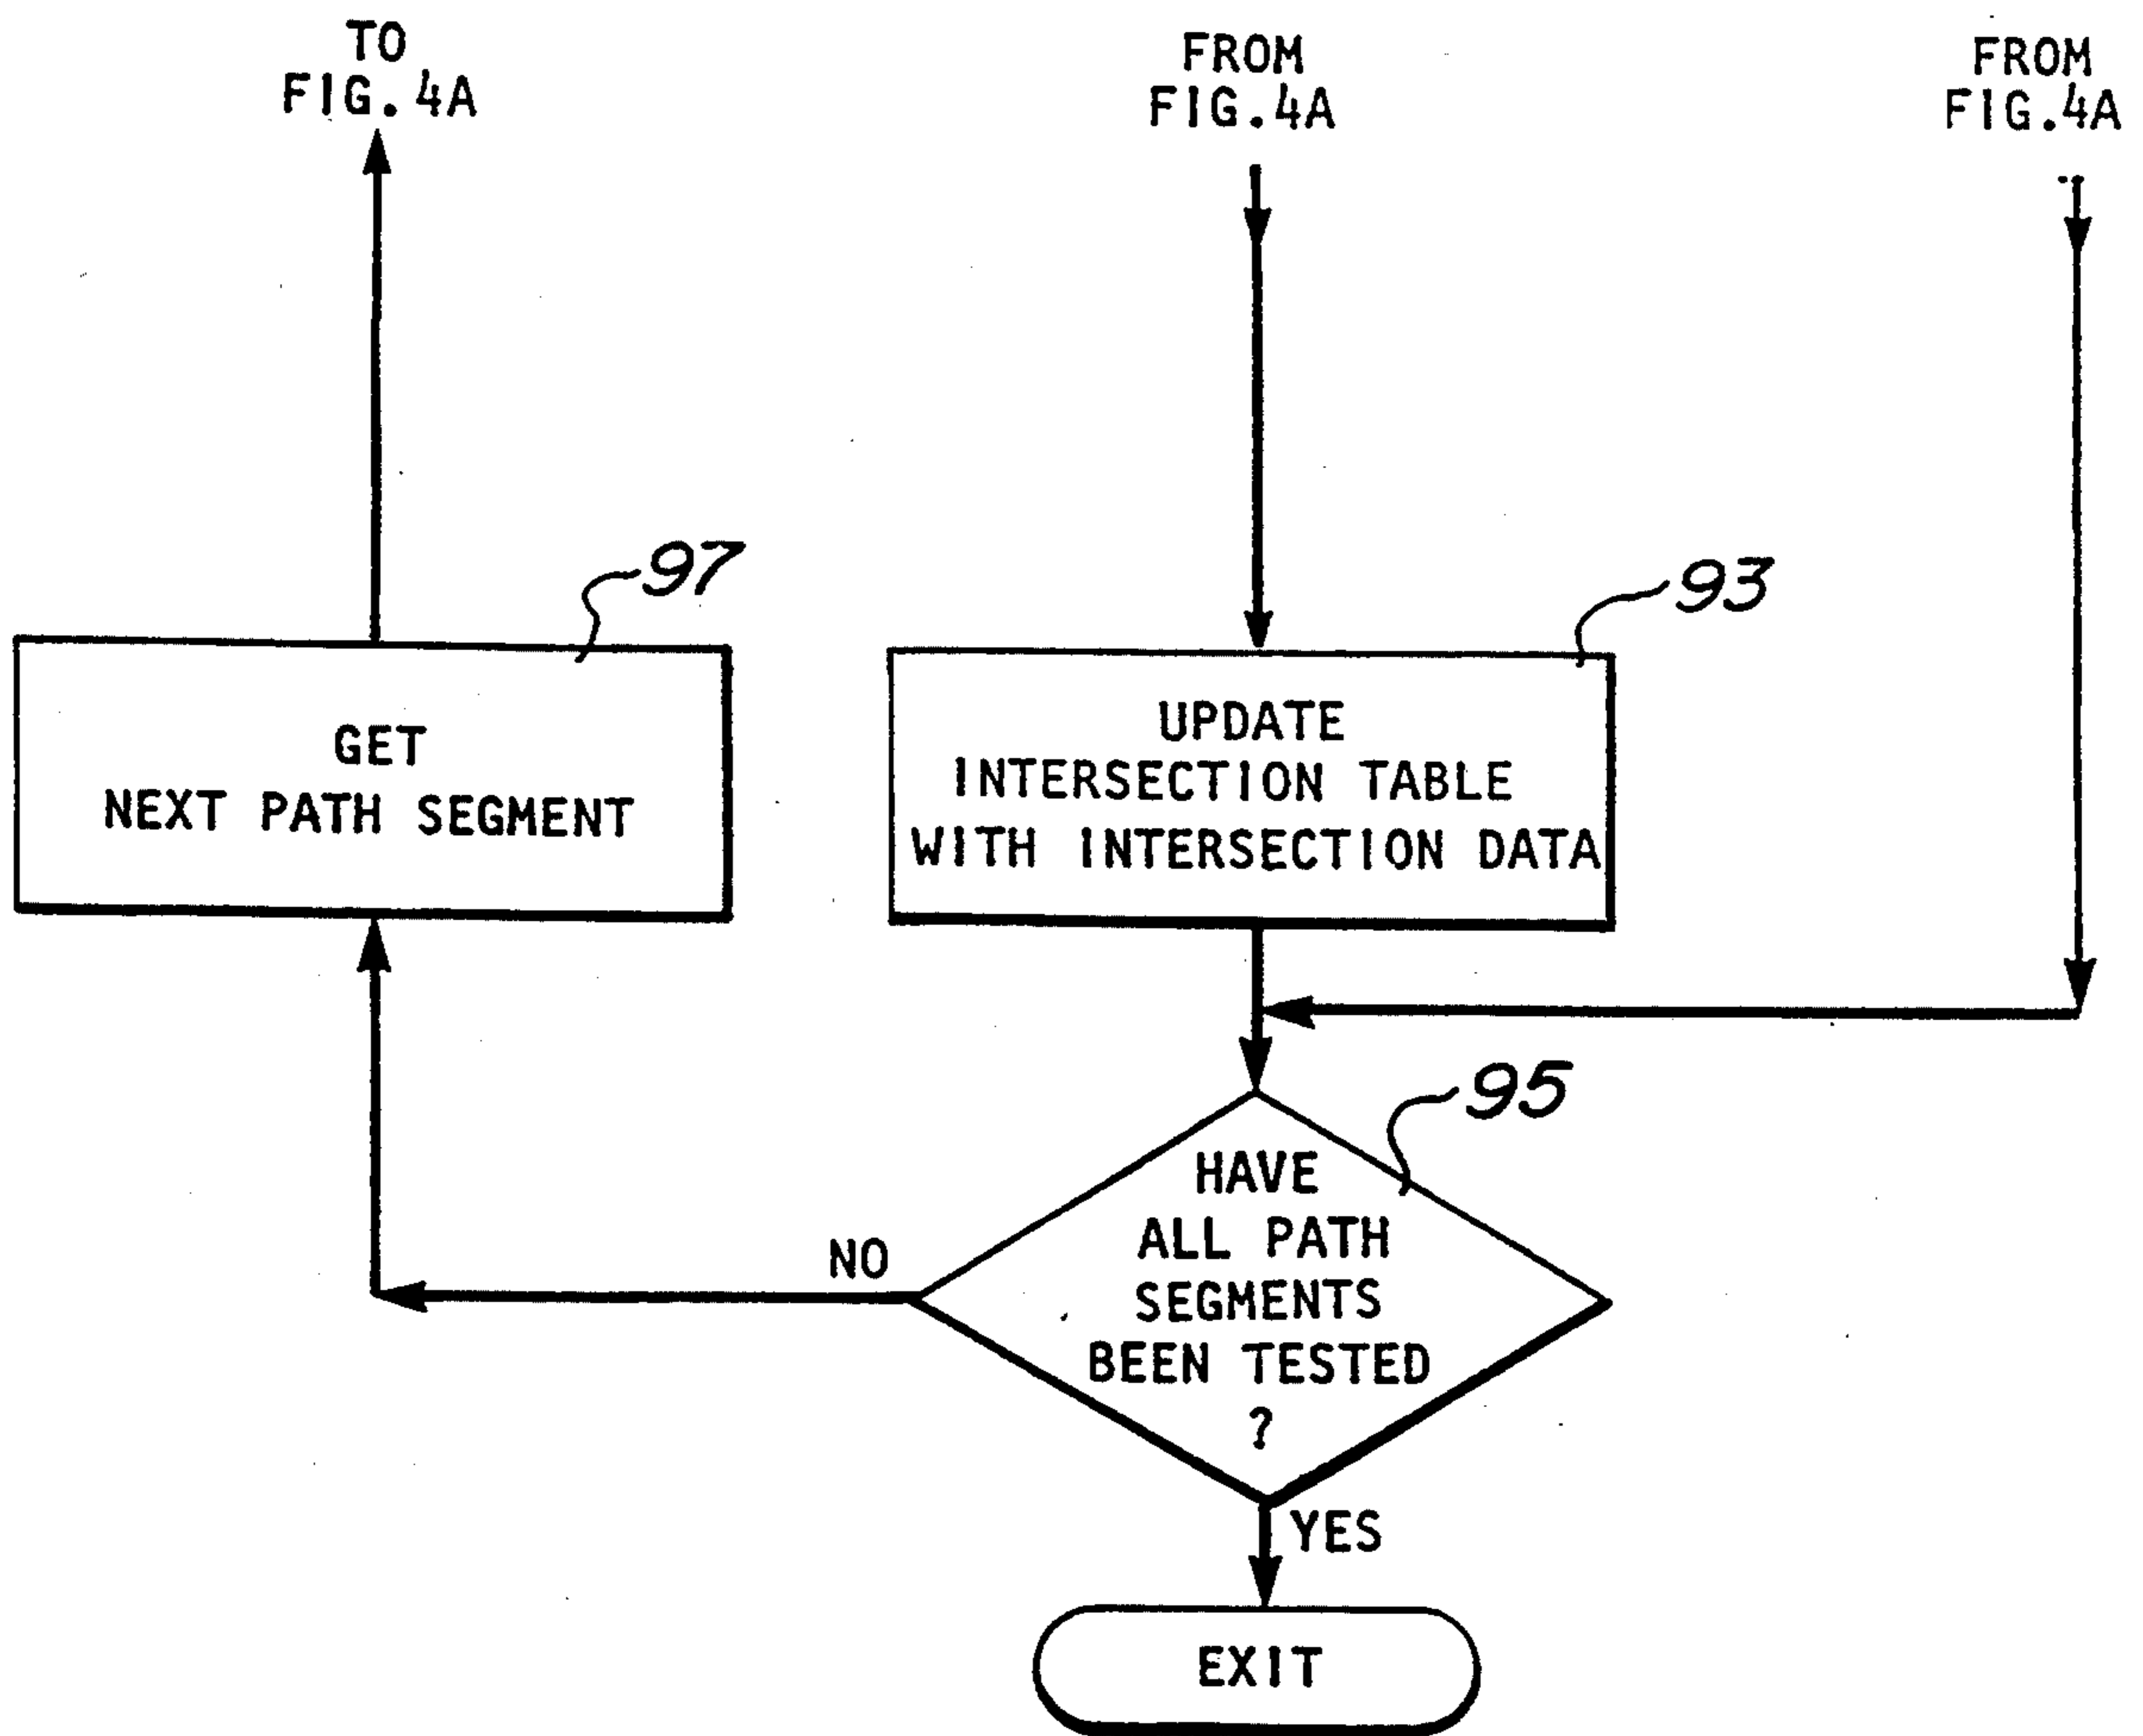 TO
FIG.4A
FROM
FIG.4A
FROM
FIG.4A
97
GET
NEXT PATH SEGMENT
93
UPDATE
INTERSECTION TABLE
WITH INTERSECTION DATA
95
HAVE
ALL PATH
SEGMENTS
BEEN TESTED
?
NO
YES
EXIT